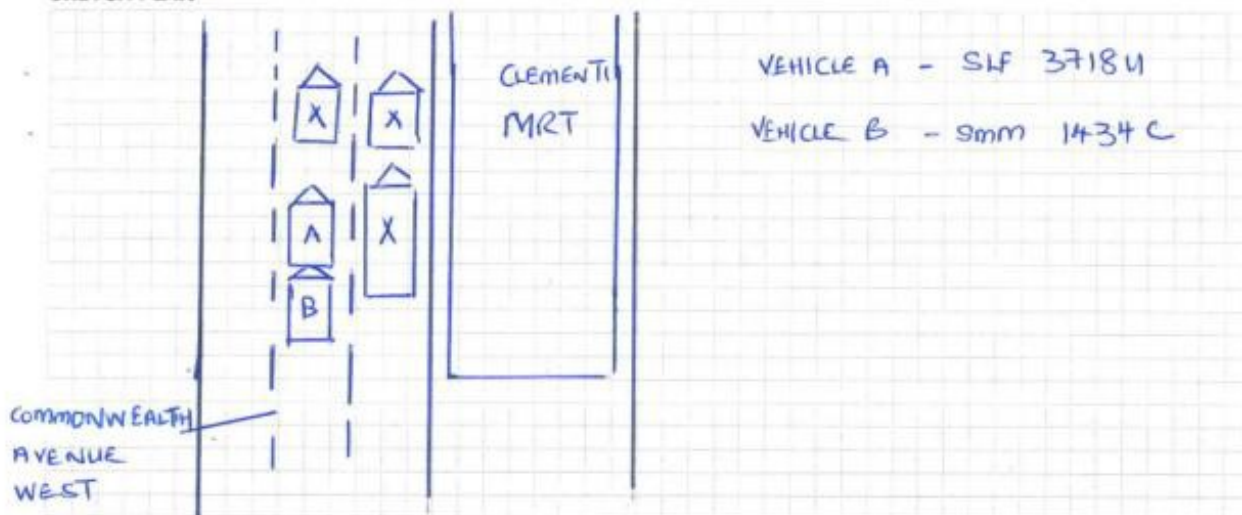 CLEMENTI
MRT
VEHICLE A - SLF 3718U
VEHICLE B - SMM 1434C
X
X
A
X
B
COMMONWEALTH
AVENUE
WEST